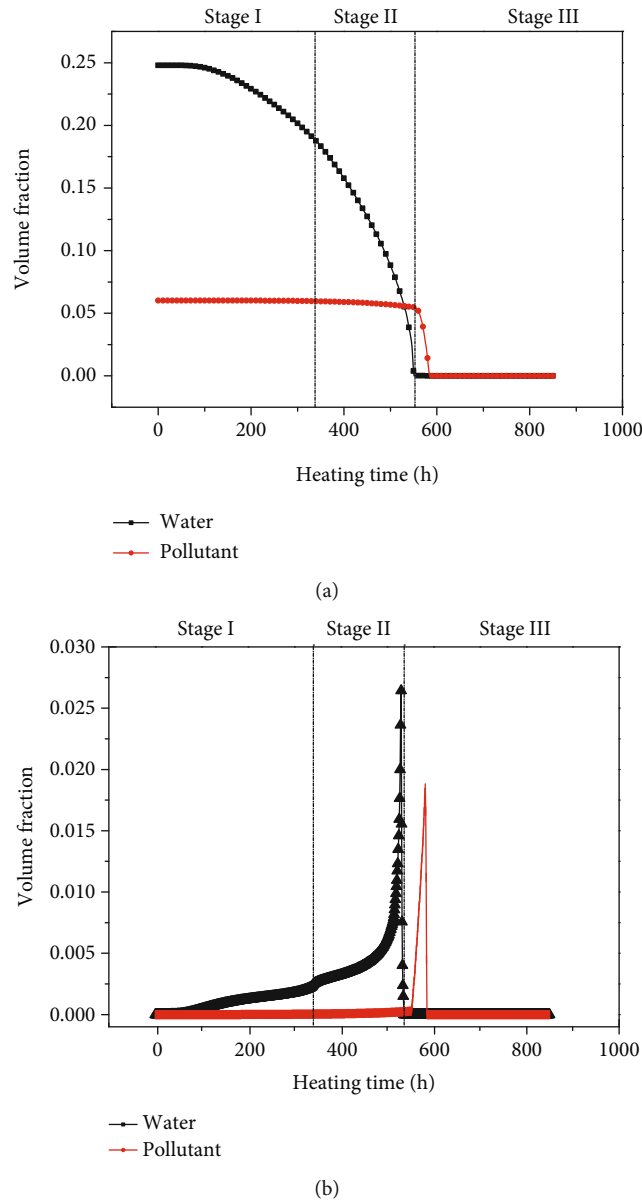 Stage I Stage II Stage III
0.25
0.20
0.15
0.10
0.05
0.00
Volume fraction
0 200 400 600 800 1000
Heating time (h)
Water
Pollutant
(a)
Stage I Stage II Stage III
0.030
0.025
0.020
0.015
0.010
0.005
0.000
Volume fraction
0 200 400 600 800 1000
Heating time (h)
Water
Pollutant
(b)